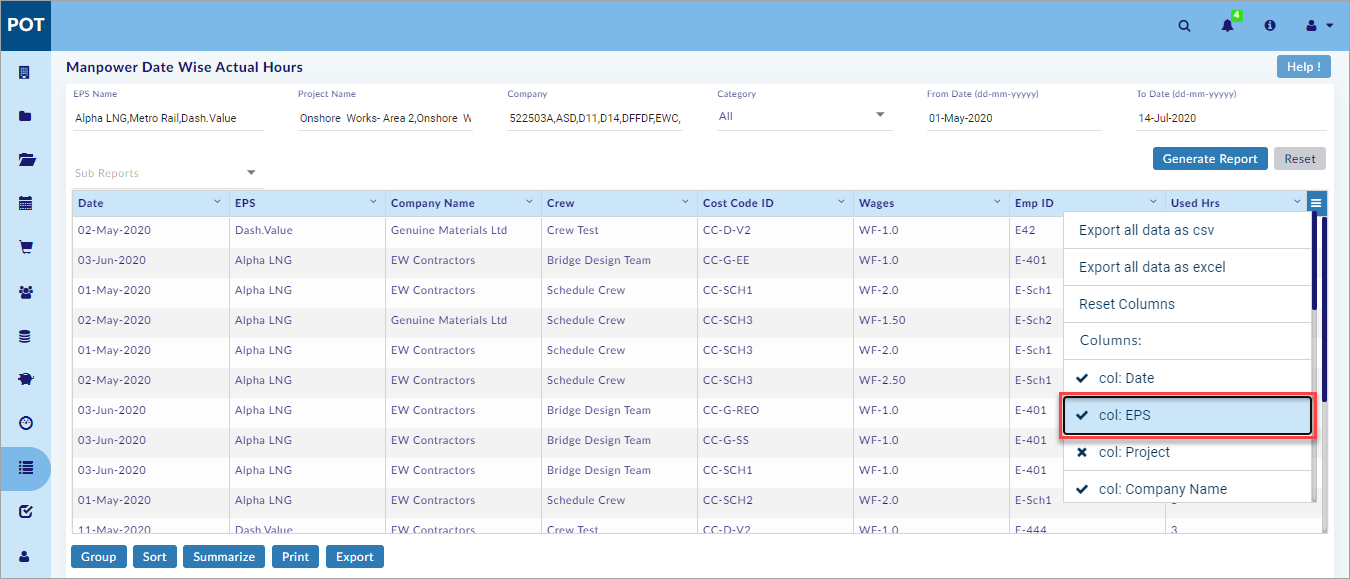 POT
4
Manpower Date Wise Actual Hours
Help !
EPS Name Project Name Company Category From Date (dd-mm-yyyyy) To Date (dd-mm-yyyyy)
Alpha LNG,Metro Rail,Dash.Value Onshore Works- Area 2,Onshore W 522503A,ASD,D11,D14,DFFDF,EWC, All 01-May-2020 14-Jul-2020
Generate Report Reset
Sub Reports
Date EPS Company Name Crew Cost Code ID Wages Emp ID Used Hrs
02-May-2020 Dash.Value Genuine Materials Ltd Crew Test CC-D-V2 WF-1.0 E42
03-Jun-2020 Alpha LNG EW Contractors Bridge Design Team CC-G-EE WF-1.0 E-401
01-May-2020 Alpha LNG EW Contractors Schedule Crew CC-SCH1 WF-2.0 E-Sch1
02-May-2020 Alpha LNG Genuine Materials Ltd Schedule Crew CC-SCH3 WF-1.50 E-Sch2
01-May-2020 Alpha LNG EW Contractors Schedule Crew CC-SCH3 WF-2.0 E-Sch1
02-May-2020 Alpha LNG EW Contractors Schedule Crew CC-SCH3 WF-2.50 E-Sch1
03-Jun-2020 Alpha LNG EW Contractors Bridge Design Team CC-G-REO WF-1.0 E-401
03-Jun-2020 Alpha LNG EW Contractors Bridge Design Team CC-G-SS WF-1.0 E-401
03-Jun-2020 Alpha LNG EW Contractors Bridge Design Team CC-SCH1 WF-1.0 E-401
01-May-2020 Alpha LNG EW Contractors Schedule Crew CC-SCH2 WF-2.0 E-Sch1
11-May-2020 Dash.Value EW Contractors Crew Test CC-D-V2 WF-1.0 E-444 3
Export all data as csv
Export all data as excel
Reset Columns
Columns:
col: Date
col: EPS
col: Project
col: Company Name
Group Sort Summarize Print Export